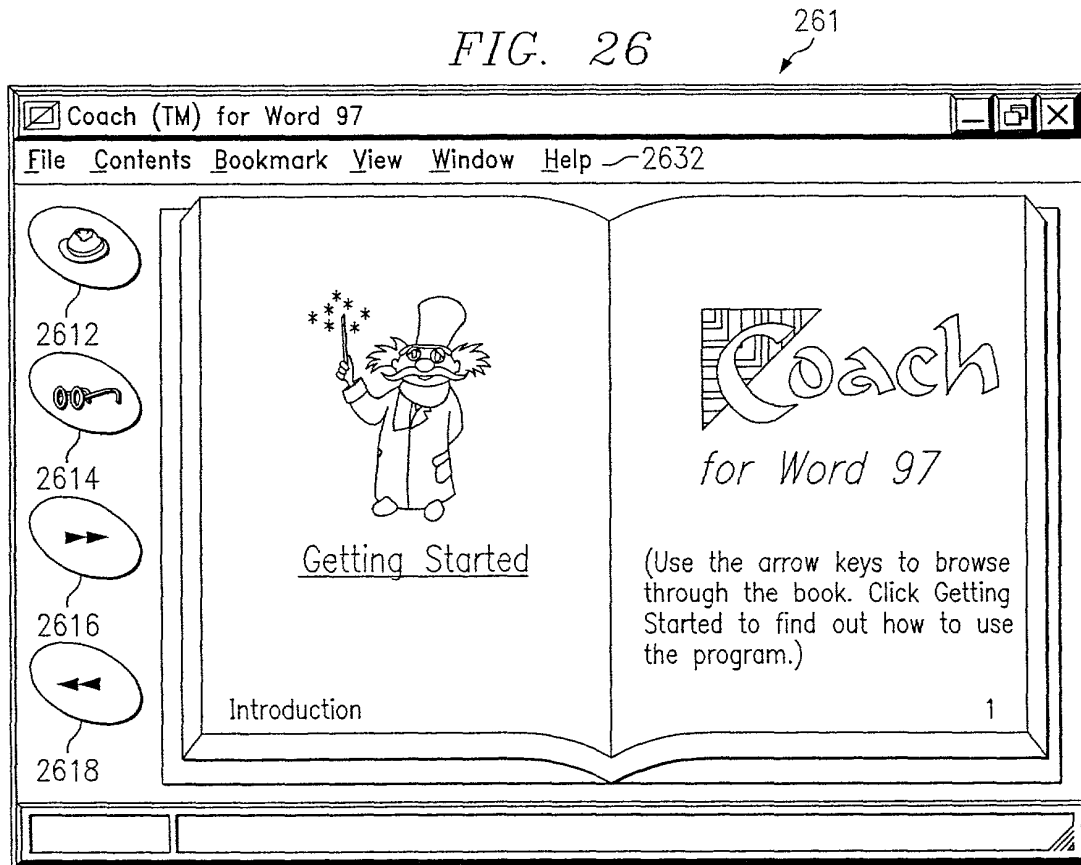 FIG. 26
261
Coach (TM) for Word 97
File Contents Bookmark View Window Help 2632
2612
2614
2616
2618
Getting Started
Introduction
Coach
for Word 97
(Use the arrow keys to browse
through the book. Click Getting
Started to find out how to use
the program.)
1